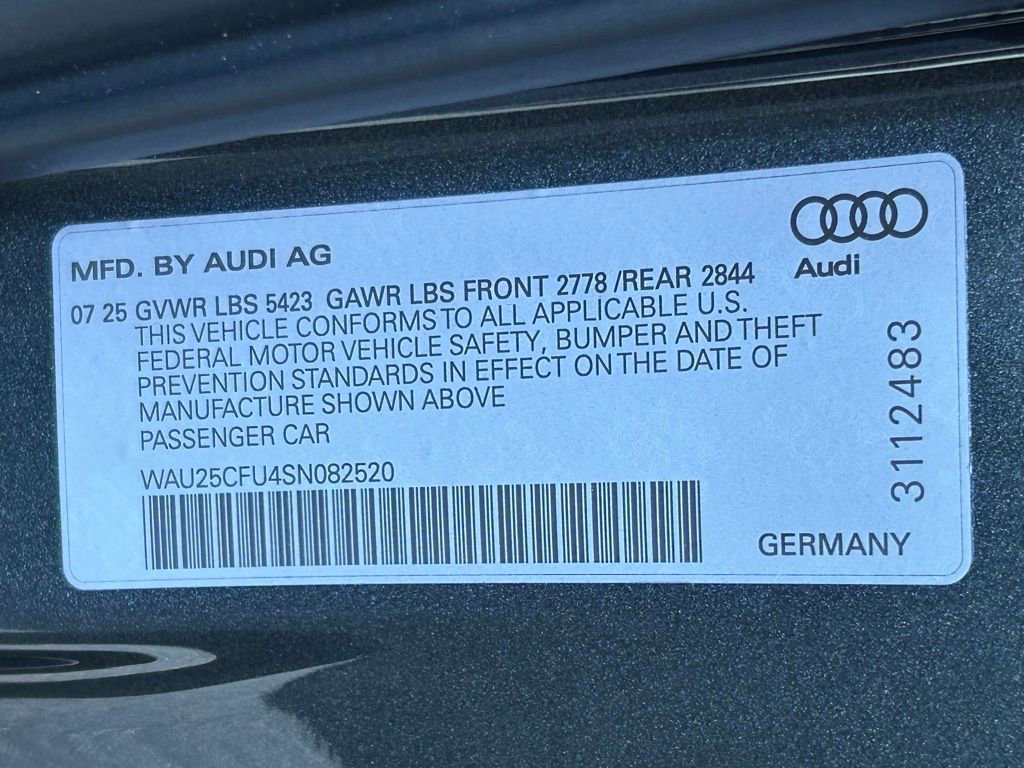 MFD. BY AUDI AG
Audi
07 25 GVWR LBS 5423 GAWR LBS FRONT 2778 /REAR 2844
THIS VEHICLE CONFORMS TO ALL APPLICABLE U.S.
FEDERAL MOTOR VEHICLE SAFETY, BUMPER AND THEFT
PREVENTION STANDARDS IN EFFECT ON THE DATE OF
MANUFACTURE SHOWN ABOVE
PASSENGER CAR
WAU25CFU4SN082520
3112483
GERMANY